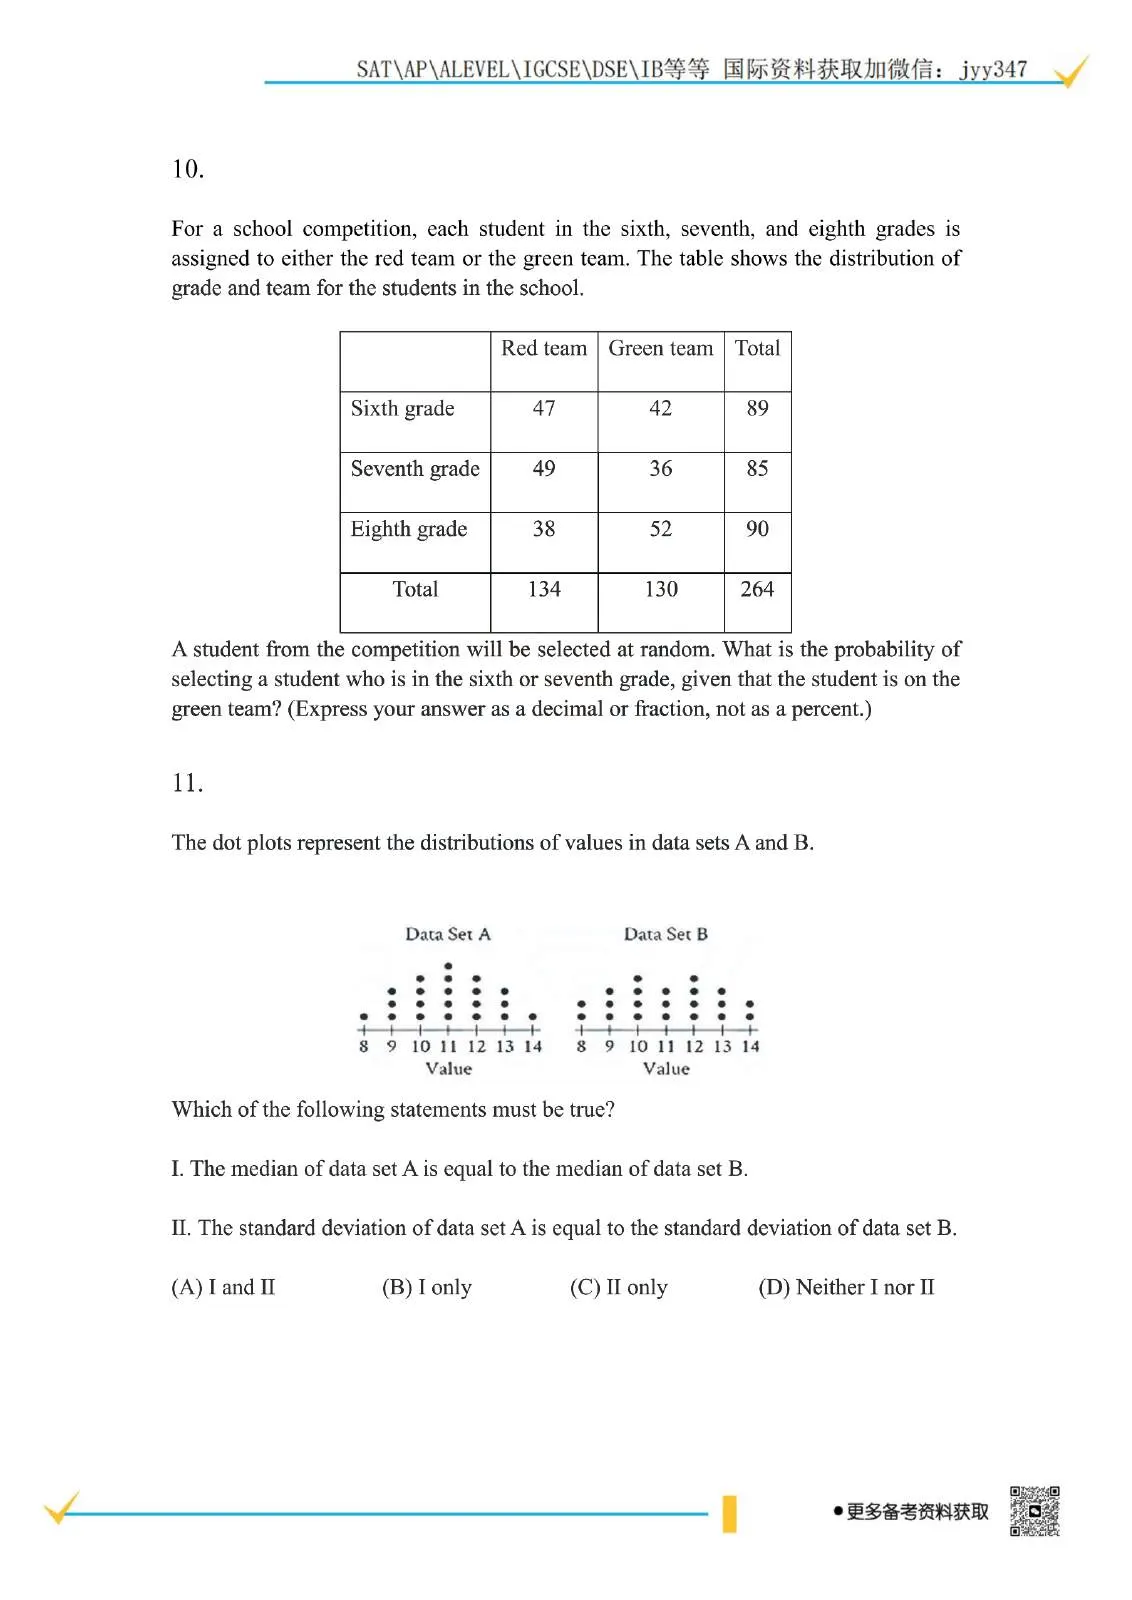 SAT\AP\ALEVEL\IGCSE\DSE\IB等等 国际资料获取加微信：jyy347
10.
For a school competition, each student in the sixth, seventh, and eighth grades is
assigned to either the red team or the green team. The table shows the distribution of
grade and team for the students in the school.
Red team Green team Total
Sixth grade 47 42 89
Seventh grade 49 36 85
Eighth grade 38 52 90
Total 134 130 264
A student from the competition will be selected at random. What is the probability of
selecting a student who is in the sixth or seventh grade, given that the student is on the
green team? (Express your answer as a decimal or fraction, not as a percent.)
11.
The dot plots represent the distributions of values in data sets A and B.
Data Set A Data Set B
8 9 10 11 12 13 14 8 9 10 11 12 13 14
Value Value
Which of the following statements must be true?
I. The median of data set A is equal to the median of data set B.
II. The standard deviation of data set A is equal to the standard deviation of data set B.
(A) I and II (B) I only (C) II only (D) Neither I nor II
●更多备考资料获取